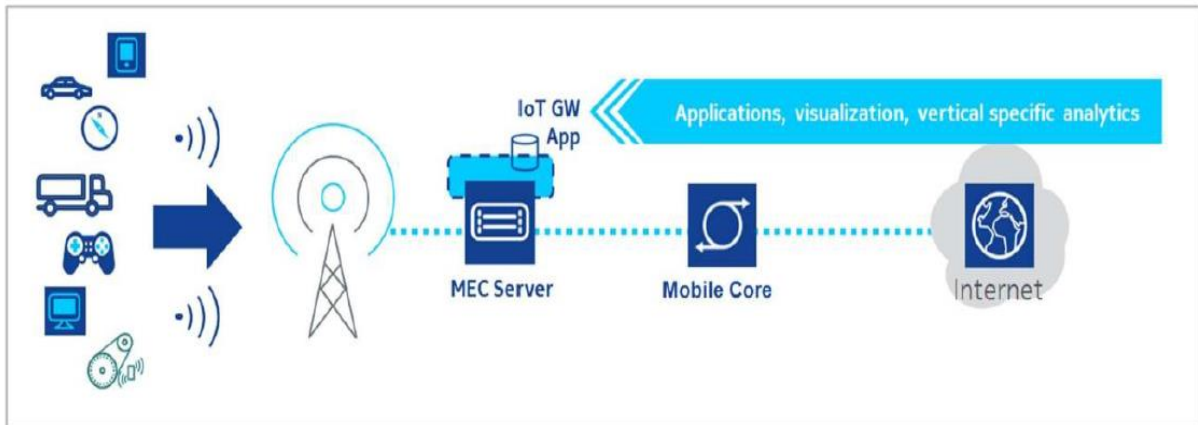 IoT GW
App
Applications, visualization, vertical specific analytics
MEC Server
Mobile Core
Internet